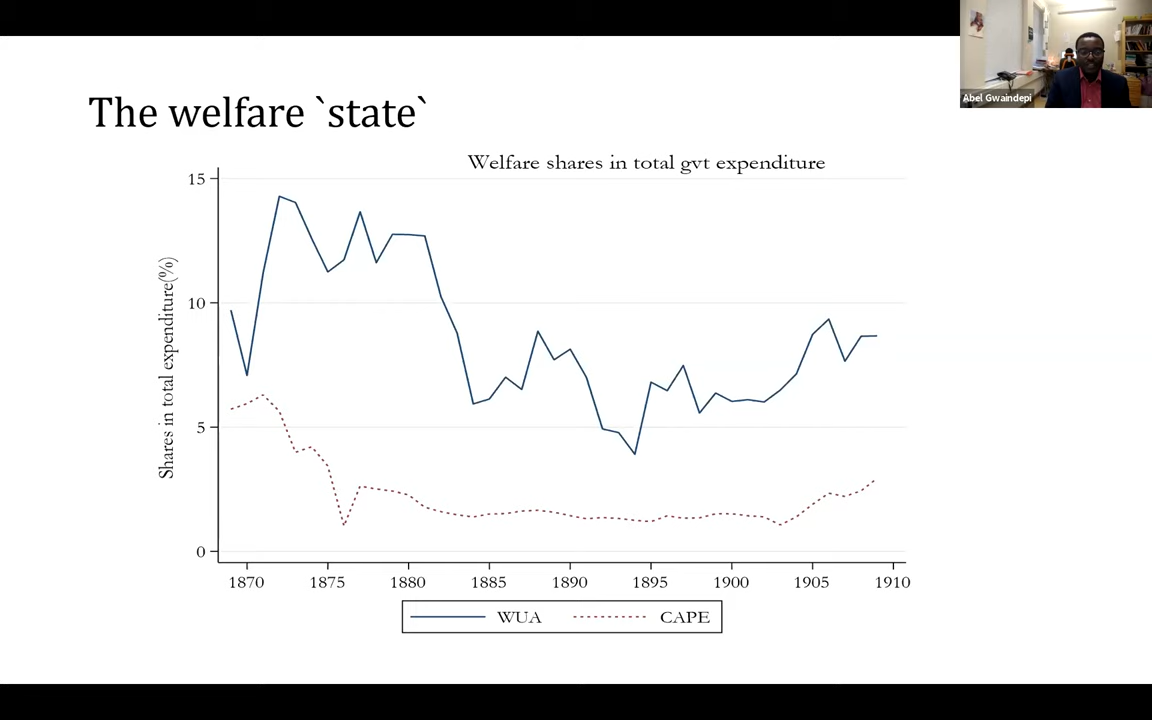 Abel Gwaindepi
The welfare `state`
Welfare shares in total gvt expenditure
Shares in total expenditure(%)
15
10
5
0
1870 1875 1880 1885 1890 1895 1900 1905 1910
WUA CAPE